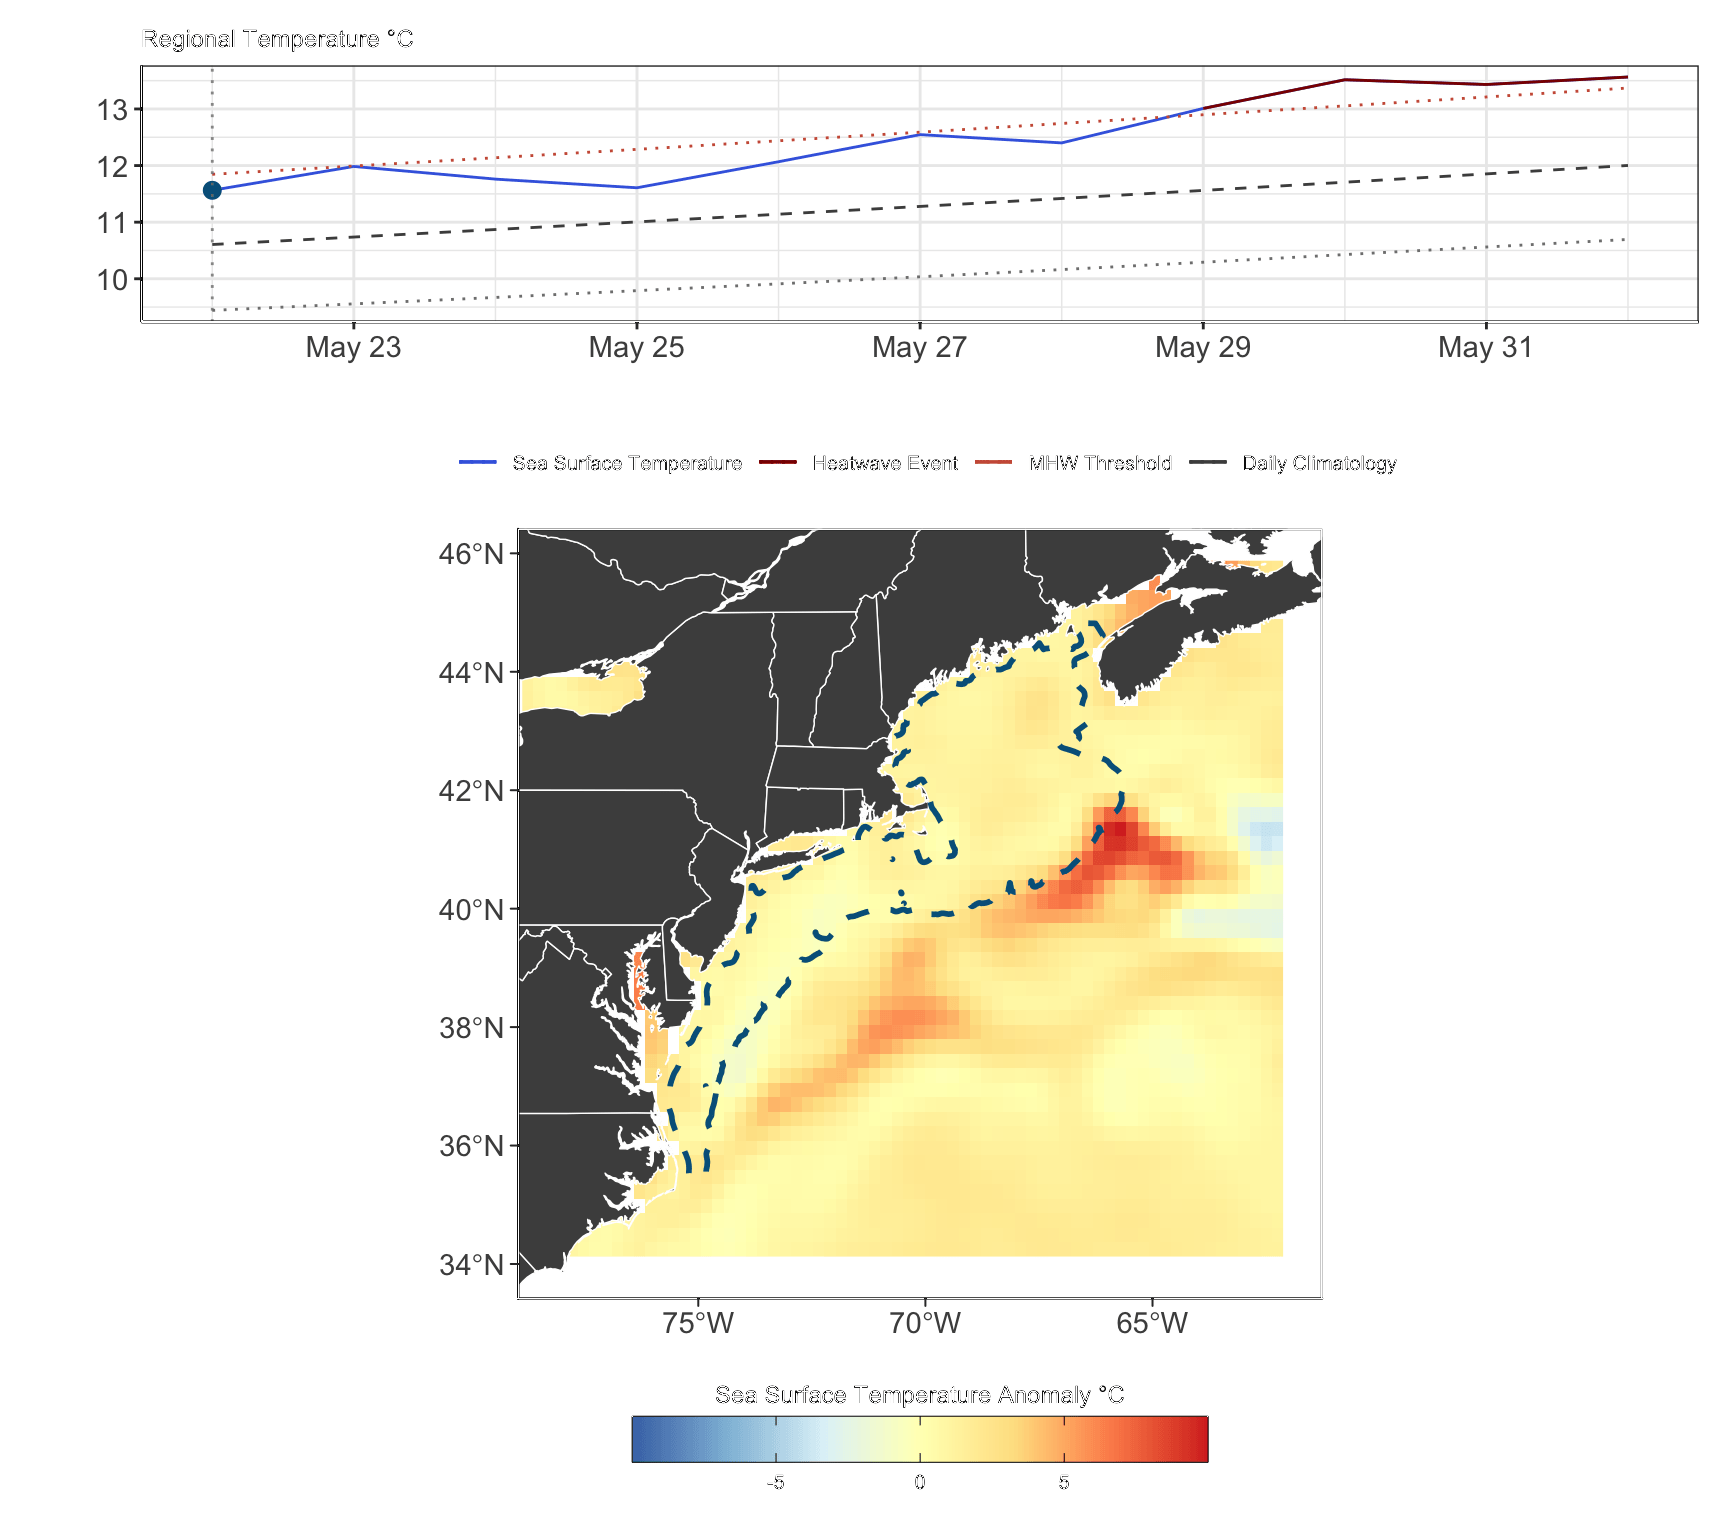 Regional Temperature °C
13
12
11
10
May 23 May 25 May 27 May 29 May 31
Sea Surface Temperature Heatwave Event MHW Threshold Daily Climatology
46°N
44°N
42°N
40°N
38°N
36°N
34°N
75°W 70°W 65°W
Sea Surface Temperature Anomaly °C
-5 0 5